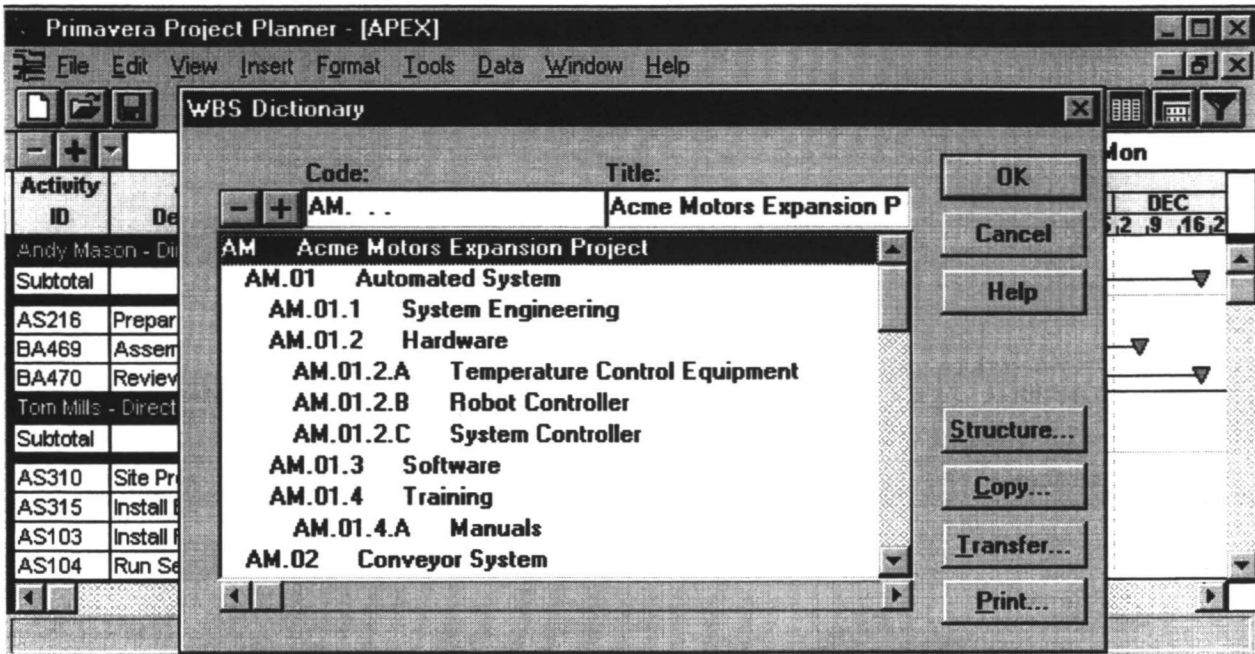 Primavera Project Planner - [APEX]
File Edit View Insert Format Tools Data Window Help
WBS Dictionary
Code: Title:
AM. . . Acme Motors Expansion P
AM Acme Motors Expansion Project
AM.01 Automated System
AM.01.1 System Engineering
AM.01.2 Hardware
AM.01.2.A Temperature Control Equipment
AM.01.2.B Robot Controller
AM.01.2.C System Controller
AM.01.3 Software
AM.01.4 Training
AM.01.4.A Manuals
AM.02 Conveyor System
OK
Cancel
Help
Structure...
Copy...
Transfer...
Print...
Activity
ID De
Andy Mason - Di
Subtotal
AS216 Prepar
BA469 Assem
BA470 Review
Tom Mills - Direct
Subtotal
AS310 Site Pr
AS315 Install
AS103 Install
AS104 Run Se
Mon
DEC
2 9 16 2